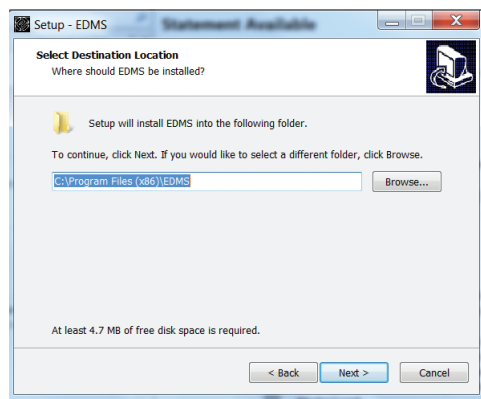 Setup - EDMS
Statement Available
Select Destination Location
Where should EDMS be installed?
Setup will install EDMS into the following folder.
To continue, click Next. If you would like to select a different folder, click Browse.
C:\Program Files (x86)\EDMS
Browse...
At least 4.7 MB of free disk space is required.
< Back
Next >
Cancel